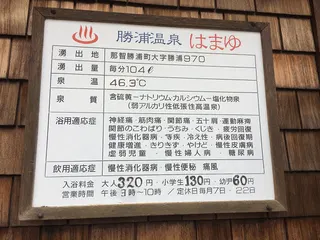 ♨ 勝浦温泉 はまゆ
湧出地 那智勝浦町大字勝浦970
湧出量 毎分104ℓ
泉温 46.3℃
泉質 含硫黄ーナトリウム・カルシウムー塩化物泉
(弱アルカリ性低張性高温泉)
浴用適応症 神経痛・筋肉痛・関節痛・五十肩・運動麻痺
関節のこわばり・うちみ・くじき・疲労回復
慢性消化器病・痔疾・冷え性・病後回復期
健康増進・きりきず・やけど・慢性皮膚病
虚弱児童・慢性婦人病・糖尿病
飲用適応症 慢性消化器病・慢性便秘・痛風
入浴料金 大人320円 小学生130円 幼児60円
営業時間 午後3時〜10時/定休日毎月7日・22日